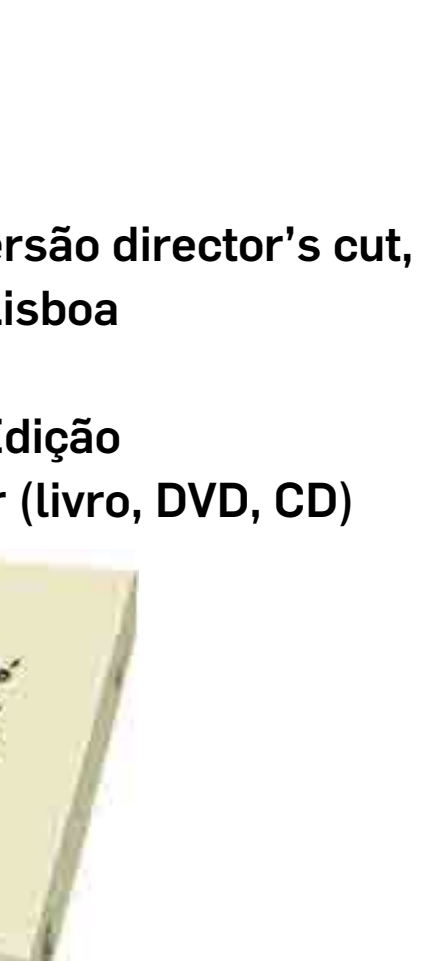 ersão director's cut,
isboa
dição
r (livro, DVD, CD)